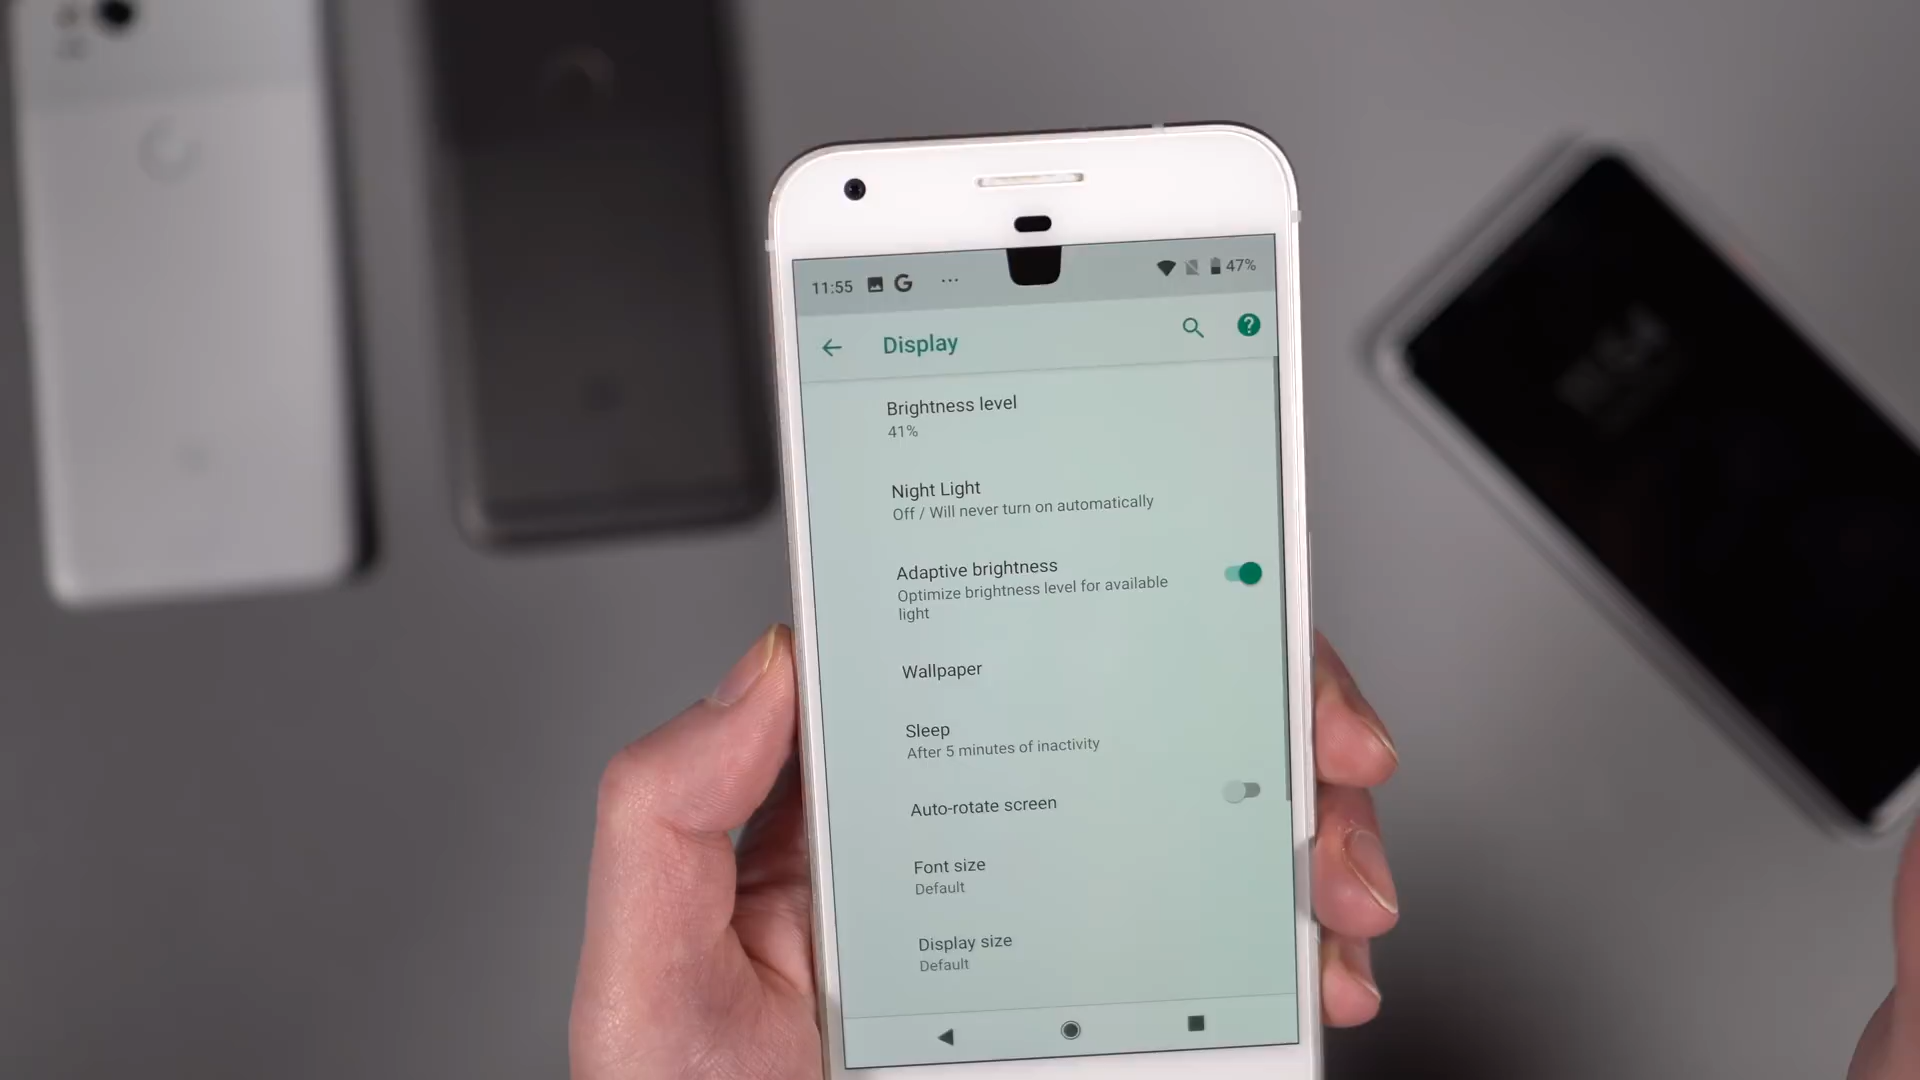 11:55 G ... 47%
Display
Brightness level
41%
Night Light
Off / Will never turn on automatically
Adaptive brightness
Optimize brightness level for available
light
Wallpaper
Sleep
After 5 minutes of inactivity
Auto-rotate screen
Font size
Default
Display size
Default